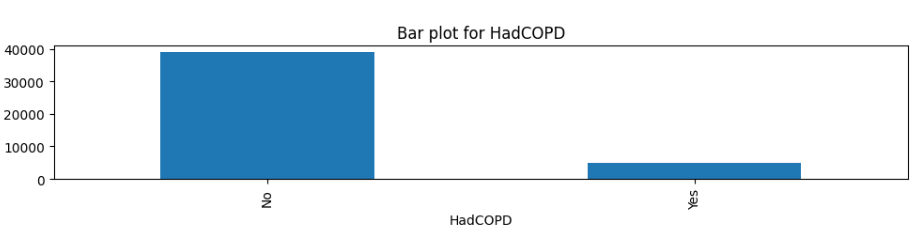 Bar plot for HadCOPD
40000
30000
20000
10000
0
No
Yes
HadCOPD